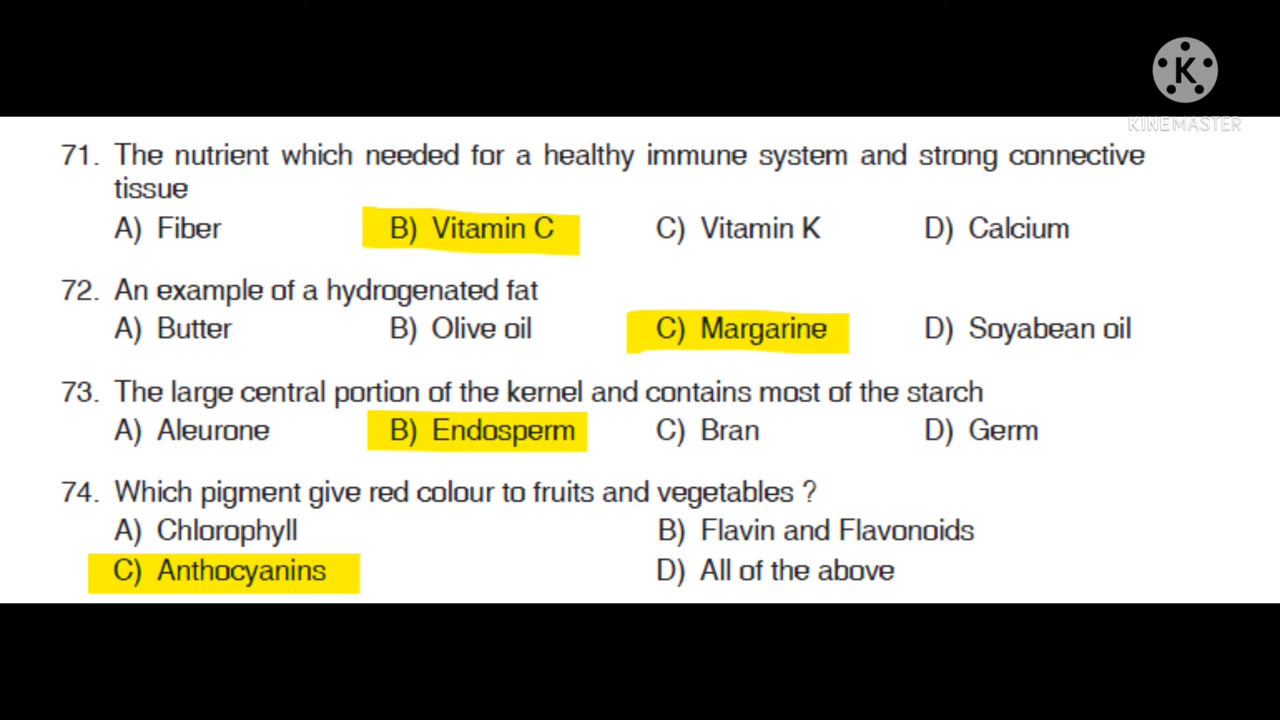 K
KINEMASTER
71. The nutrient which needed for a healthy immune system and strong connective
tissue
A) Fiber B) Vitamin C C) Vitamin K D) Calcium
72. An example of a hydrogenated fat
A) Butter B) Olive oil C) Margarine D) Soyabean oil
73. The large central portion of the kernel and contains most of the starch
A) Aleurone B) Endosperm C) Bran D) Germ
74. Which pigment give red colour to fruits and vegetables ?
A) Chlorophyll B) Flavin and Flavonoids
C) Anthocyanins D) All of the above